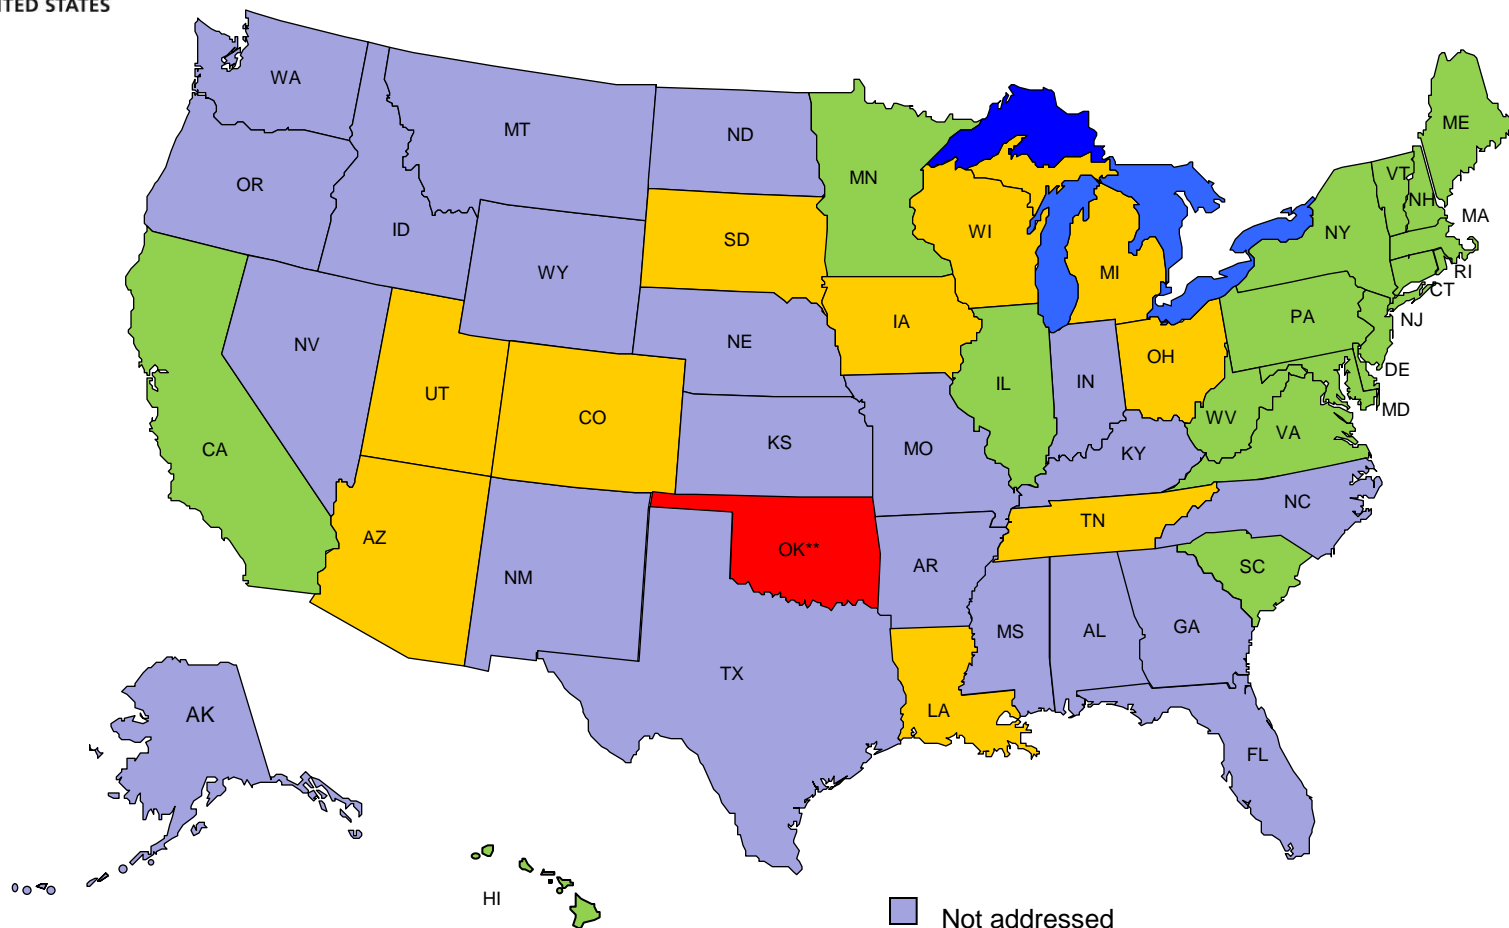 ITED STATES
WA
MT
ND
MN
ME
OR
ID
WY
SD
WI
MI
VT
NH
NY
MA
RI
CT
PA
NJ
NV
NE
IA
OH
DE
MD
UT
CO
IL
IN
WV
VA
CA
KS
MO
KY
AZ
NM
OK**
AR
TN
NC
SC
TX
LA
MS
AL
GA
FL
AK
HI
Not addressed